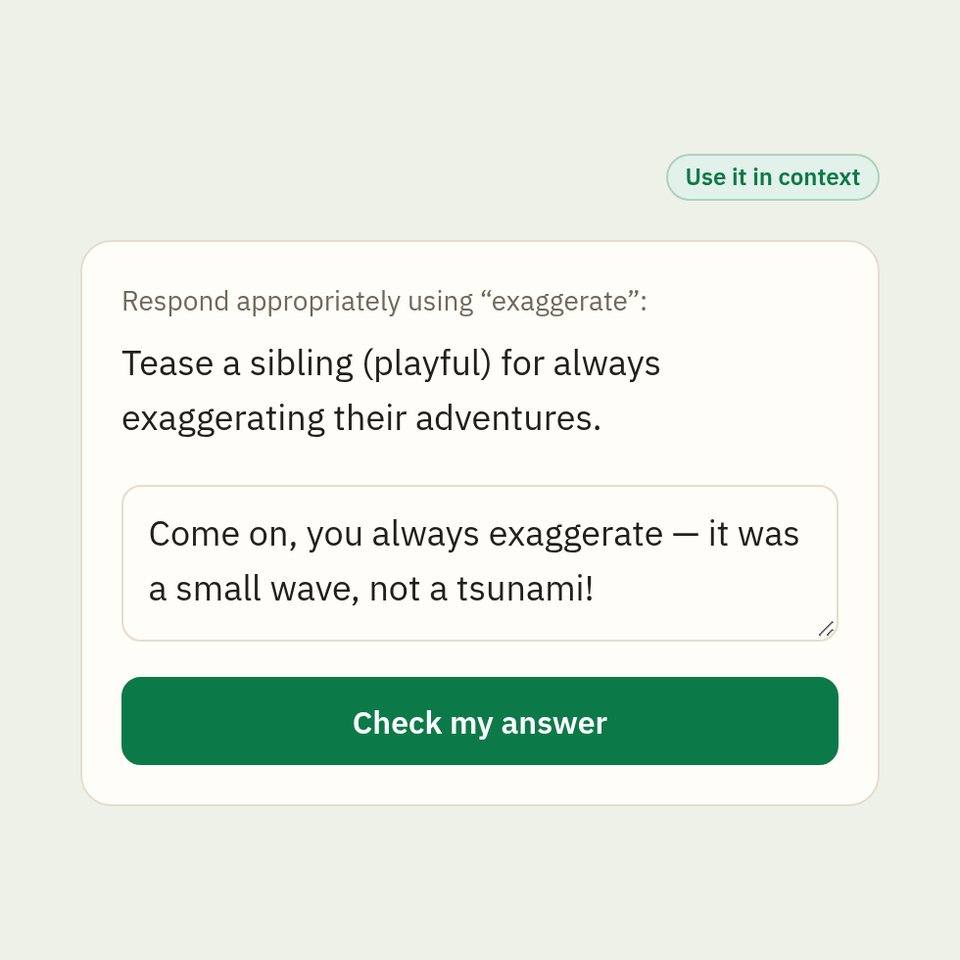 Use it in context
Respond appropriately using “exaggerate”:
Tease a sibling (playful) for always
exaggerating their adventures.
Come on, you always exaggerate — it was
a small wave, not a tsunami!
Check my answer